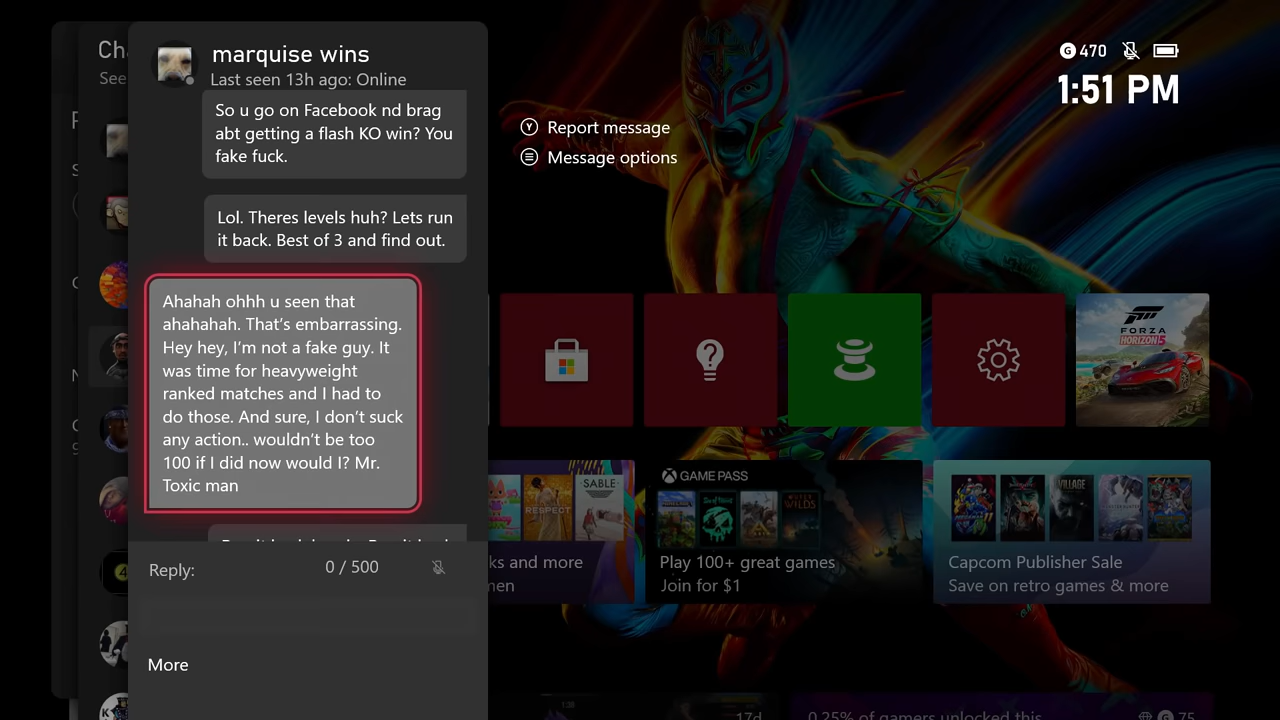 Ch
See
marquise wins
Last seen 13h ago: Online
So u go on Facebook nd brag
abt getting a flash KO win? You
fake fuck.
Lol. Theres levels huh? Lets run
it back. Best of 3 and find out.
Ahahah ohhh u seen that
ahahahah. That's embarrassing.
Hey hey, I'm not a fake guy. It
was time for heavyweight
ranked matches and I had to
do those. And sure, I don't suck
any action.. wouldn't be too
100 if I did now would I? Mr.
Toxic man
Reply:
0 / 500
More
Report message
Message options
470
1:51 PM
FORZA
HORIZON 5
RESPECT
SABLE
ks and more
men
GAME PASS
Play 100+ great games
Join for $1
VILLAGE
Capcom Publisher Sale
Save on retro games & more
17d
0.25% of gamers unlocked this
75